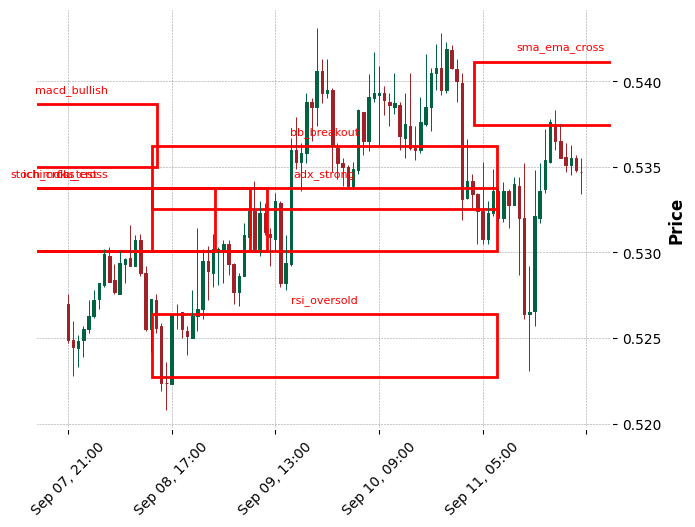 sma_ema_cross
macd_bullish
bb_breakout
adx_strong
rsi_oversold
0.540
0.535
0.530
0.525
0.520
Price
Sep 07, 21:00
Sep 08, 17:00
Sep 09, 13:00
Sep 10, 09:00
Sep 11, 05:00